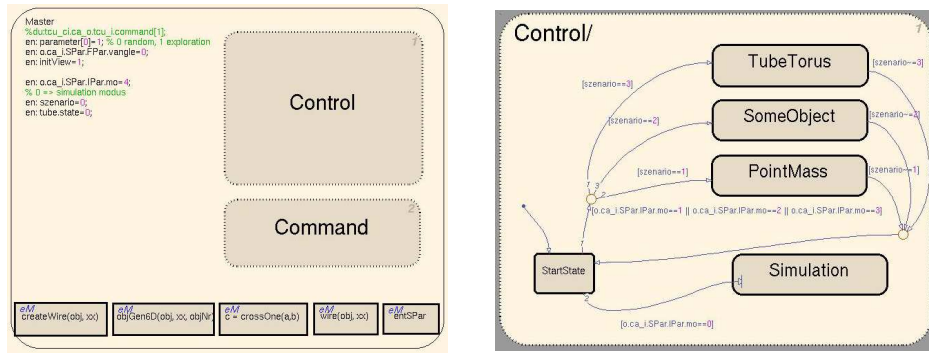 Master
%du:tcu_ci.ca_o.tcu_i.command[1];
en: parameter[0]=1; % 0 random, 1 exploration
en: o.ca_i.SPar.FPar.vangle=0;
en: initView=1;
en: o.ca_i.SPar.IPar.mo=4;
% 0 => simulation modus
en: szenario=0;
en: tube.state=0;
1
Control
2
Command
eM
createWire(obj, xx)
eM
objGen6D(obj, xx, objNr)
eM
c = crossOne(a,b)
eM
wire(obj, xx)
eM
entSPar
Control/
1
TubeTorus
[szenario==3]
[szenario~=3]
SomeObject
[szenario==2]
[szenario~=2]
PointMass
[szenario==1]
[szenario~=1]
1
3
2
[o.ca_i.SPar.IPar.mo==1 || o.ca_i.SPar.IPar.mo==2 || o.ca_i.SPar.IPar.mo==3]
1
StartState
2
Simulation
[o.ca_i.SPar.IPar.mo==0]